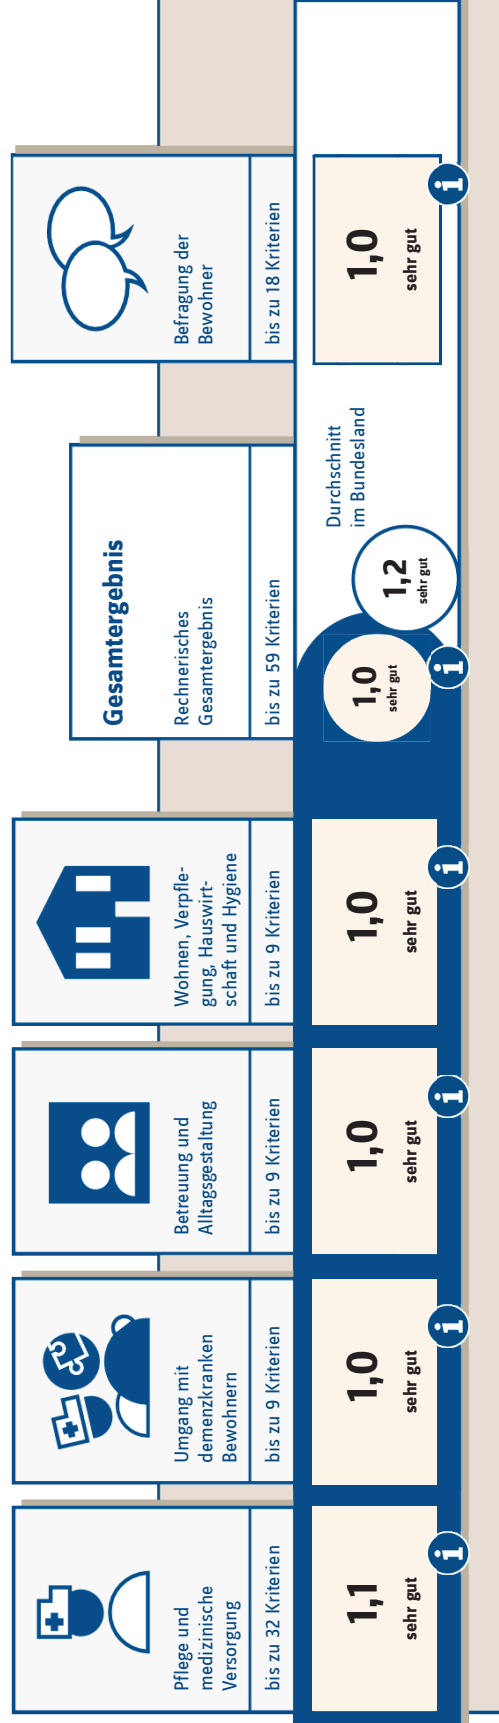 Pflege und
medizinische
Versorgung
bis zu 32 Kriterien
1,1
sehr gut
Umgang mit
demenzkranken
Bewohnern
bis zu 9 Kriterien
1,0
sehr gut
Betreuung und
Alltagsgestaltung
bis zu 9 Kriterien
1,0
sehr gut
Wohnen, Verpfle-
gung, Hauswirt-
schaft und Hygiene
bis zu 9 Kriterien
1,0
sehr gut
Gesamtergebnis
Rechnerisches
Gesamtergebnis
bis zu 59 Kriterien
1,0
sehr gut
1,2
sehr gut
Durchschnitt
im Bundesland
Befragung der
Bewohner
bis zu 18 Kriterien
1,0
sehr gut